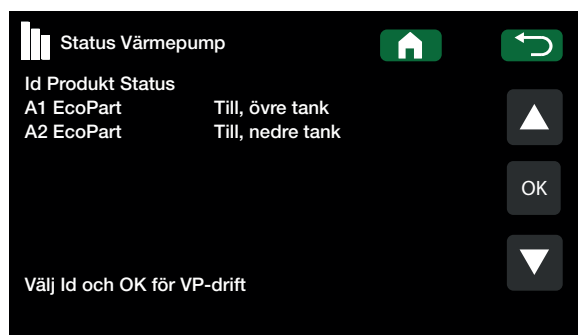 Status Värmepump
Id Produkt Status
A1 EcoPart Till, övre tank
A2 EcoPart Till, nedre tank
OK
Välj Id och OK för VP-drift